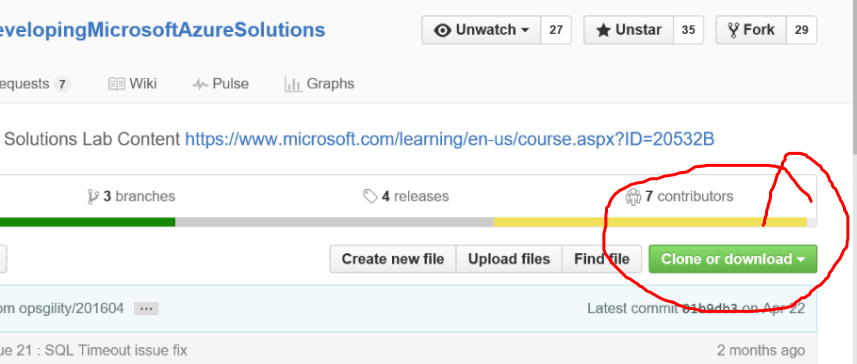 evelopingMicrosoftAzureSolutions Unwatch 27 Unstar 35 Fork 29
equests 7 Wiki Pulse Graphs
Solutions Lab Content https://www.microsoft.com/learning/en-us/course.aspx?ID=20532B
3 branches 4 releases 7 contributors
Create new file Upload files Find file Clone or download
om opsgility/201604 ... Latest commit 01b9db3 on Apr 22
ue 21 : SQL Timeout issue fix 2 months ago